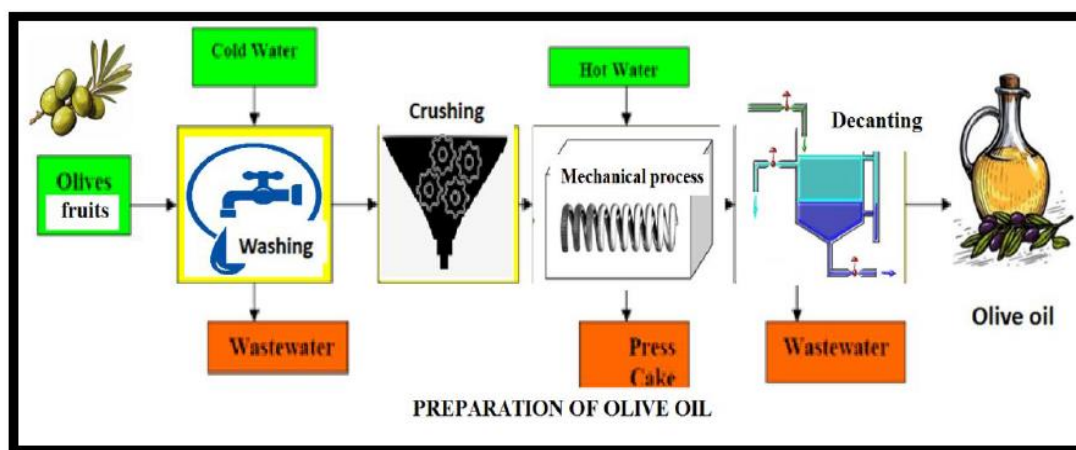 Cold Water
Hot Water
Crushing
Decanting
Olives
fruits
Washing
Mechanical process
Olive oil
Wastewater
Press
Cake
Wastewater
PREPARATION OF OLIVE OIL